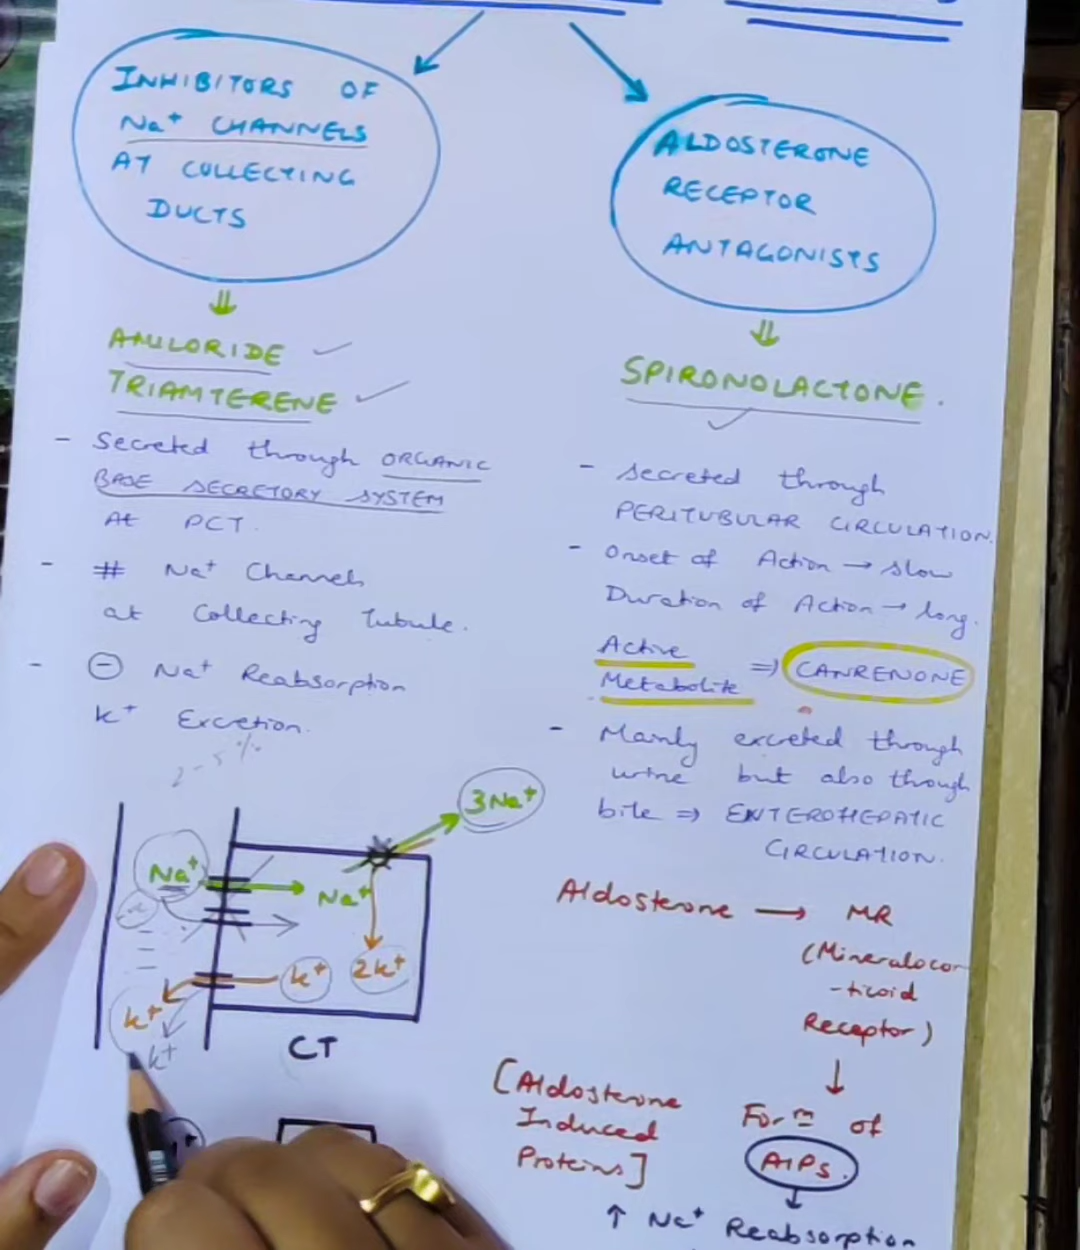 INHIBITORS OF
Na+ CHANNELS
AT COLLECTING
DUCTS
AMILORIDE
TRIAMTERENE
- Secreted through ORGANIC
BASE SECRETORY SYSTEM
At PCT.
- # Na+ Channels
at Collecting Tubule.
- ⊖ Na+ Reabsorption
K+ Excretion.
2-5%
3Na+
Na+
Na+
K+
2K+
K+
K+
CT
ALDOSTERONE
RECEPTOR
ANTAGONISTS
SPIRONOLACTONE.
- Secreted through
PERITUBULAR CIRCULATION.
- Onset of Action → slow
Duration of Action → long.
Active
Metabolite ⇒ CANRENONE
- Mainly excreted through
urine but also through
bile ⇒ ENTEROHEPATIC
CIRCULATION.
Aldosterone → MR
(Mineralocor
-ticoid
Receptor)
↓
Form of
AIPs.
↓
[Aldosterone
Induced
Proteins]
↑ Na+ Reabsorption